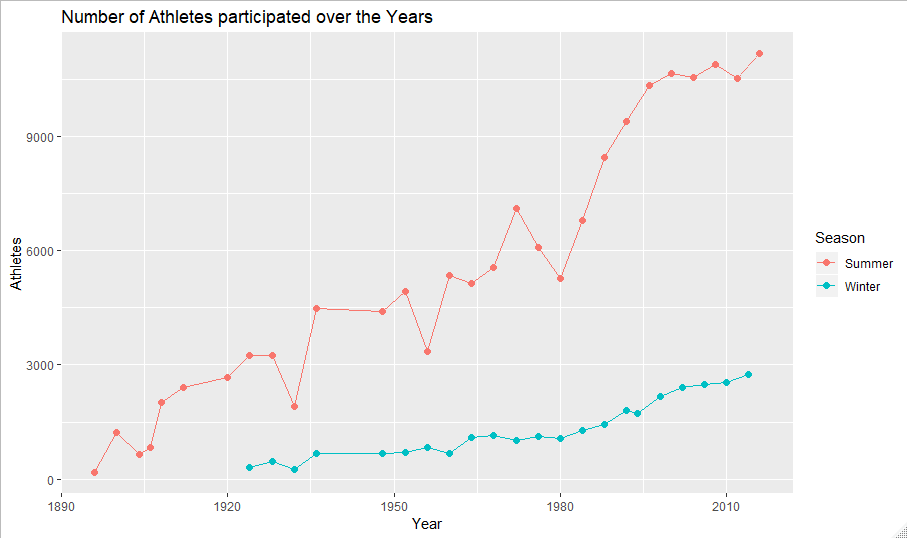 Number of Athletes participated over the Years
Athletes
9000
6000
3000
0
1890 1920 1950 1980 2010
Year
Season
Summer
Winter